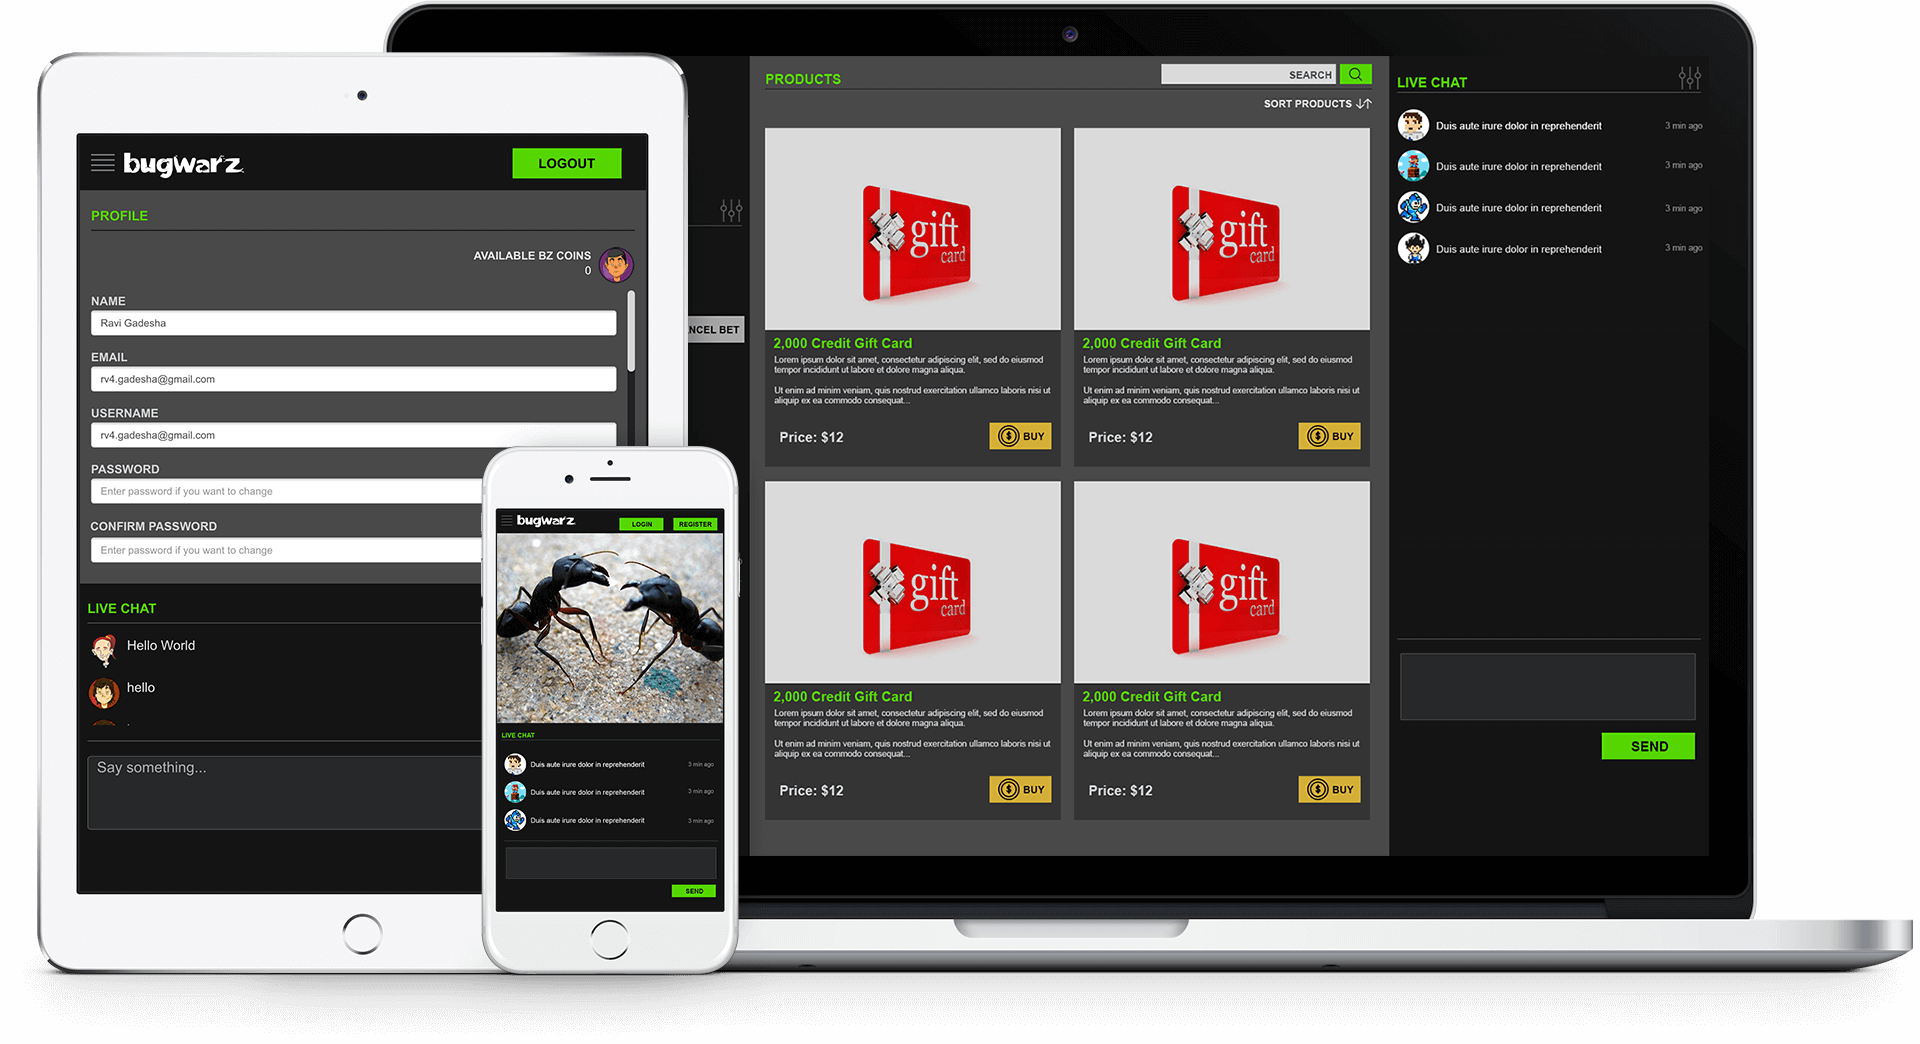 bugwarz
LOGOUT
PROFILE
AVAILABLE BZ COINS
0
NAME
Ravi Gadesha
EMAIL
rv4.gadesha@gmail.com
USERNAME
rv4.gadesha@gmail.com
PASSWORD
Enter password if you want to change
CONFIRM PASSWORD
Enter password if you want to change
LIVE CHAT
Hello World
hello
Say something...
bugwarz
LOGIN
REGISTER
LIVE CHAT
Duis aute irure dolor in reprehenderit 3 min ago
Duis aute irure dolor in reprehenderit 3 min ago
Duis aute irure dolor in reprehenderit 3 min ago
SEND
NCEL BET
PRODUCTS
SEARCH
SORT PRODUCTS
gift
card
2,000 Credit Gift Card
Lorem ipsum dolor sit amet, consectetur adipiscing elit, sed do eiusmod
tempor incididunt ut labore et dolore magna aliqua.
Ut enim ad minim veniam, quis nostrud exercitation ullamco laboris nisi ut
aliquip ex ea commodo consequat...
Price: $12
BUY
gift
card
2,000 Credit Gift Card
Lorem ipsum dolor sit amet, consectetur adipiscing elit, sed do eiusmod
tempor incididunt ut labore et dolore magna aliqua.
Ut enim ad minim veniam, quis nostrud exercitation ullamco laboris nisi ut
aliquip ex ea commodo consequat...
Price: $12
BUY
gift
card
2,000 Credit Gift Card
Lorem ipsum dolor sit amet, consectetur adipiscing elit, sed do eiusmod
tempor incididunt ut labore et dolore magna aliqua.
Ut enim ad minim veniam, quis nostrud exercitation ullamco laboris nisi ut
aliquip ex ea commodo consequat...
Price: $12
BUY
gift
card
2,000 Credit Gift Card
Lorem ipsum dolor sit amet, consectetur adipiscing elit, sed do eiusmod
tempor incididunt ut labore et dolore magna aliqua.
Ut enim ad minim veniam, quis nostrud exercitation ullamco laboris nisi ut
aliquip ex ea commodo consequat...
Price: $12
BUY
LIVE CHAT
Duis aute irure dolor in reprehenderit 3 min ago
Duis aute irure dolor in reprehenderit 3 min ago
Duis aute irure dolor in reprehenderit 3 min ago
Duis aute irure dolor in reprehenderit 3 min ago
SEND